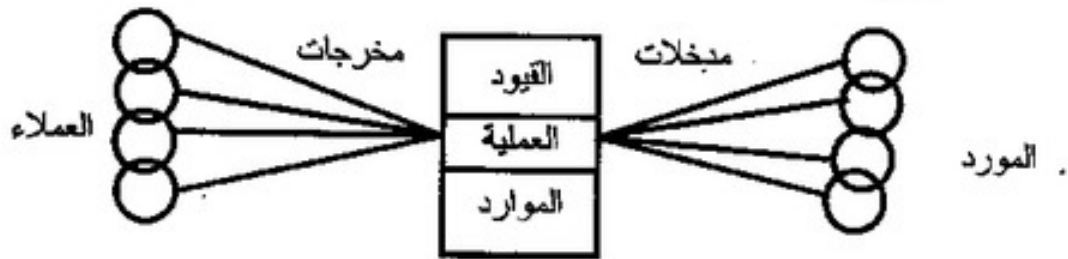 مدخلات
مخرجات
القيود
العملية
الموارد
المورد
العملاء